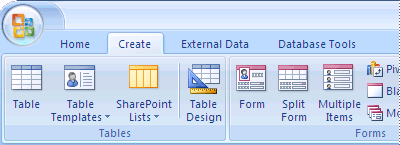 Home Create External Data Database Tools
Table Table Templates SharePoint Lists Table Design Form Split Form Multiple Items
Tables Forms